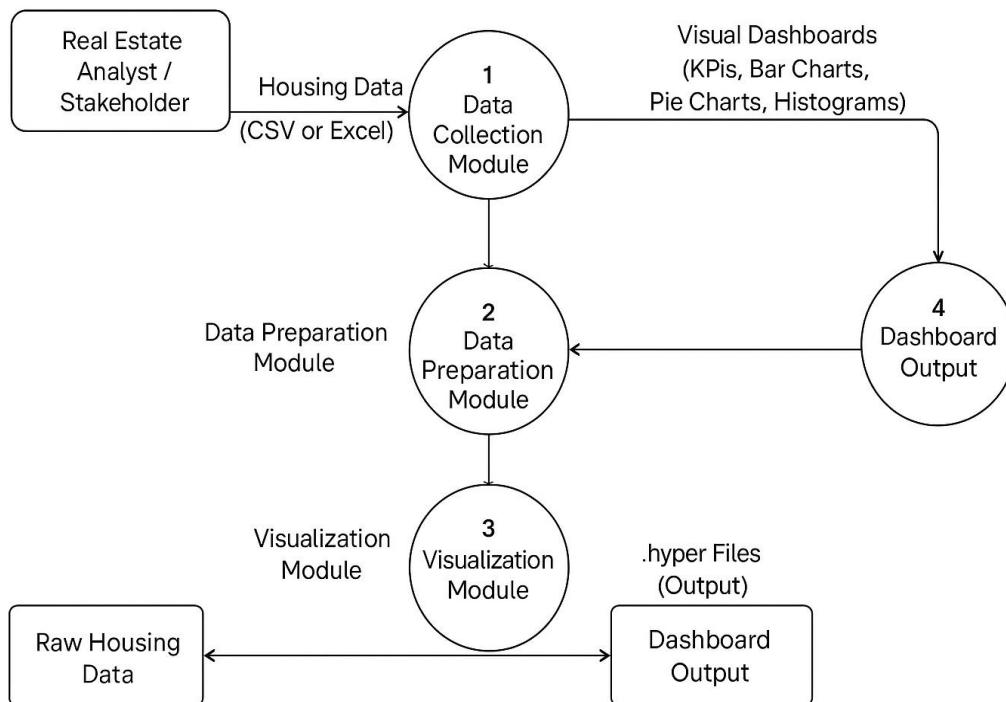 Real Estate
Analyst /
Stakeholder
Housing Data
(CSV or Excel)
1
Data
Collection
Module
Visual Dashboards
(KPis, Bar Charts,
Pie Charts, Histograms)
Data Preparation
Module
2
Data
Preparation
Module
4
Dashboard
Output
Visualization
Module
3
Visualization
Module
.hyper Files
(Output)
Raw Housing
Data
Dashboard
Output